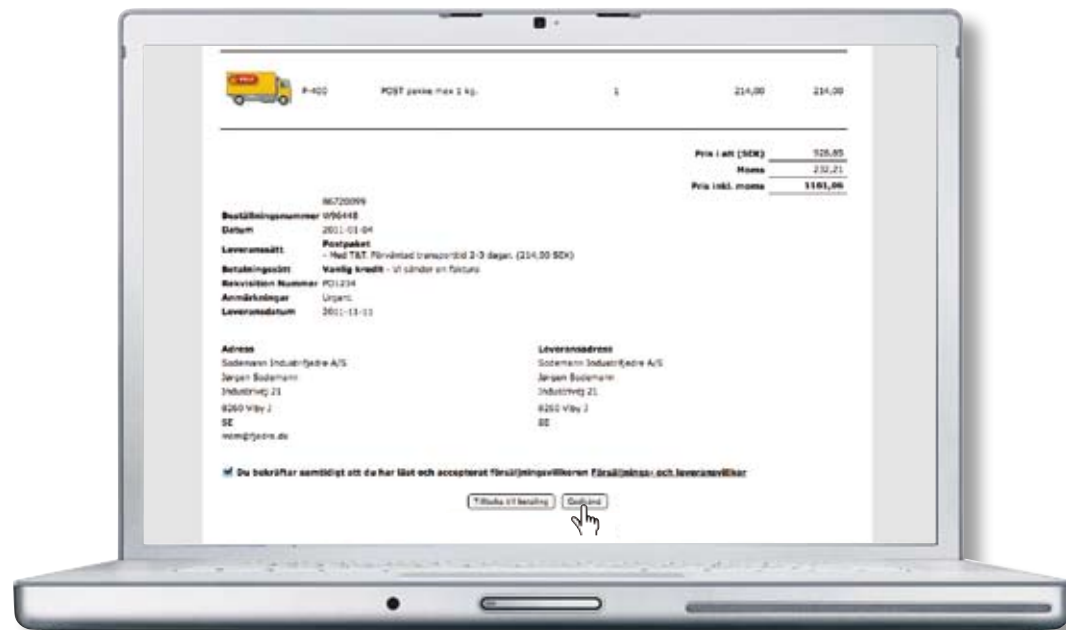 P-400 POST pakke max 1 kg. 1 214,00 214,00
Pris i alt (SEK) 928,85
Moms 232,21
Pris inkl. moms 1161,06
86720099
Beställningsnummer W96448
Datum 2011-01-04
Leveranssätt Postpaket
- Med T&T. Förväntad transporttid 2-3 dagar. (214,00 SEK)
Betalningssätt Vanlig kredit - Vi sänder en faktura
Rekvisition Nummer PO1234
Anmärkningar Urgent.
Leveransdatum 2011-11-11
Adress
Sodemann Industrifjedre A/S
Jørgen Sodemann
Industrivej 21
8260 Viby J
SE
Leveransadress
Sodemann Industrifjedre A/S
Jørgen Sodemann
Industrivej 21
8260 Viby J
SE
Du bekräftar samtidigt att du har läst och accepterat försäljningsvillkoren Försäljnings- och leveransvillkor
Tillbaka till betaling Godkänd